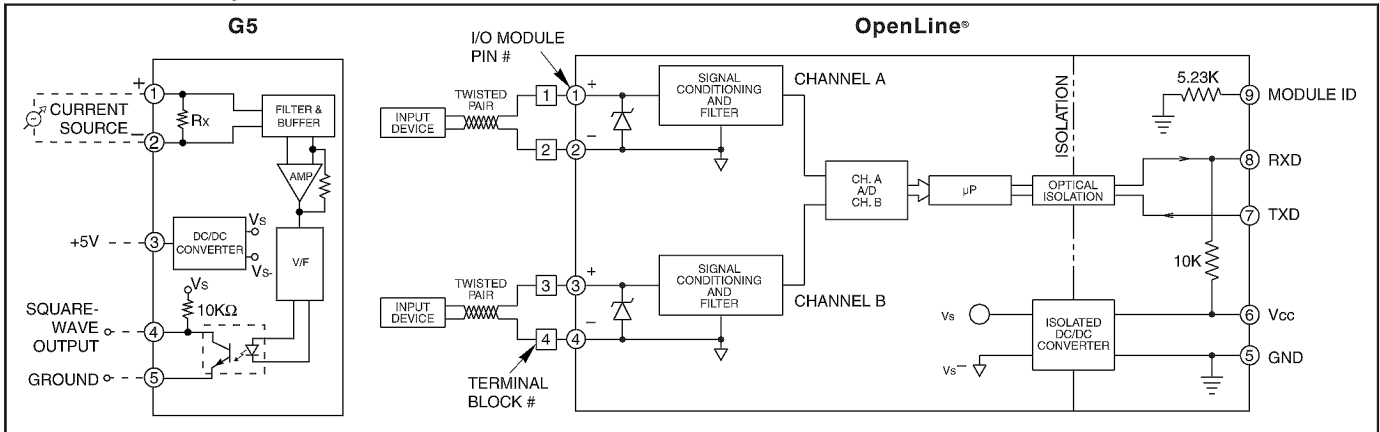 G5
OpenLine®
+
1
CURRENT
SOURCE
−
2
Rx
FILTER &
BUFFER
AMP
+5V
3
DC/DC
CONVERTER
VS
VS-
V/F
VS
10KΩ
SQUARE-
WAVE
OUTPUT
4
GROUND
5
I/O MODULE
PIN #
INPUT
DEVICE
TWISTED
PAIR
1
1
+
2
2
−
SIGNAL
CONDITIONING
AND
FILTER
CHANNEL A
INPUT
DEVICE
TWISTED
PAIR
3
3
+
4
4
−
SIGNAL
CONDITIONING
AND
FILTER
CHANNEL B
TERMINAL
BLOCK #
CH. A
A/D
CH. B
µP
ISOLATION
OPTICAL
ISOLATION
5.23K
9
MODULE ID
8
RXD
7
TXD
10K
Vs
Vs−
ISOLATED
DC/DC
CONVERTER
6
Vcc
5
GND